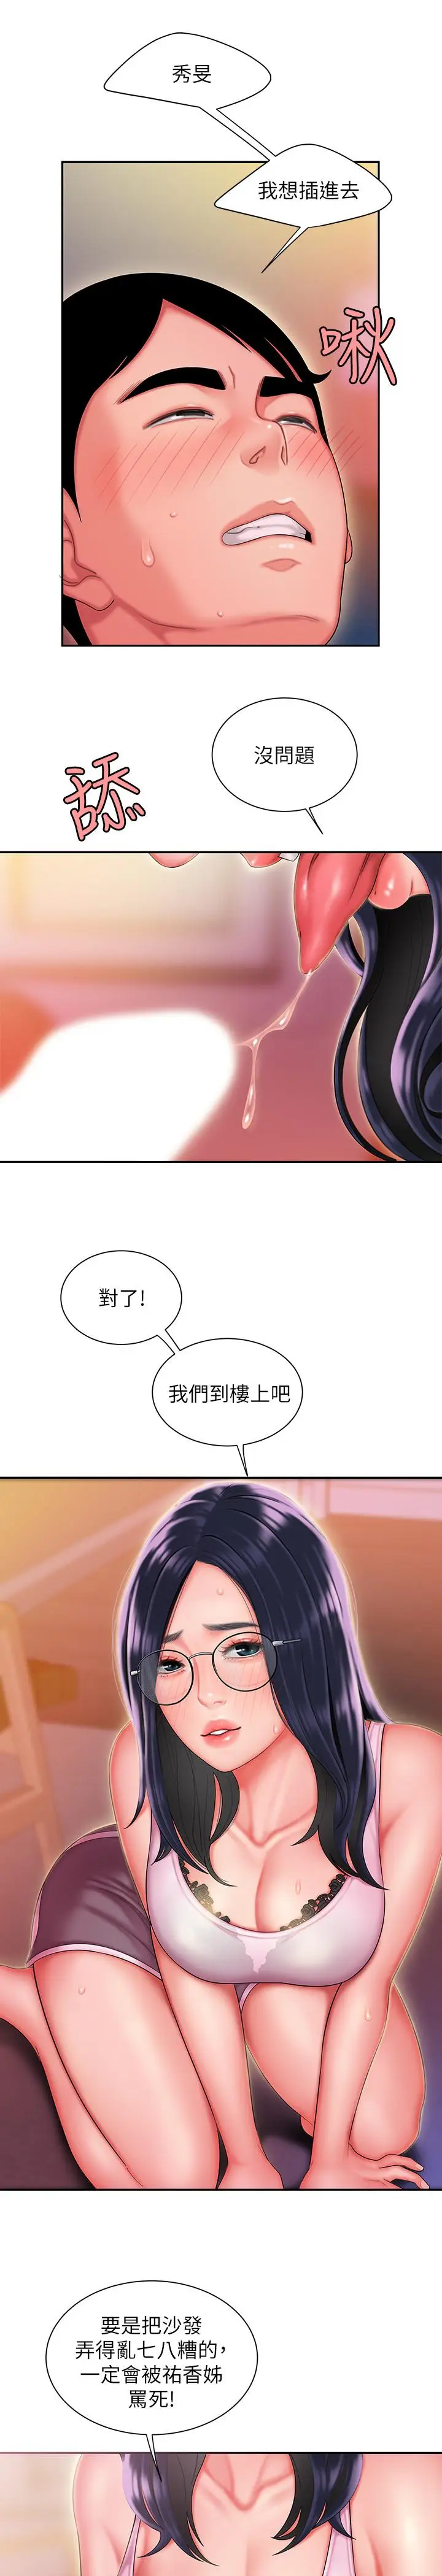 秀旻
我想插進去
啾
沒問題
舔
對了!
我們到樓上吧
要是把沙發
弄得亂七八糟的,
一定會被祐香姊
罵死!